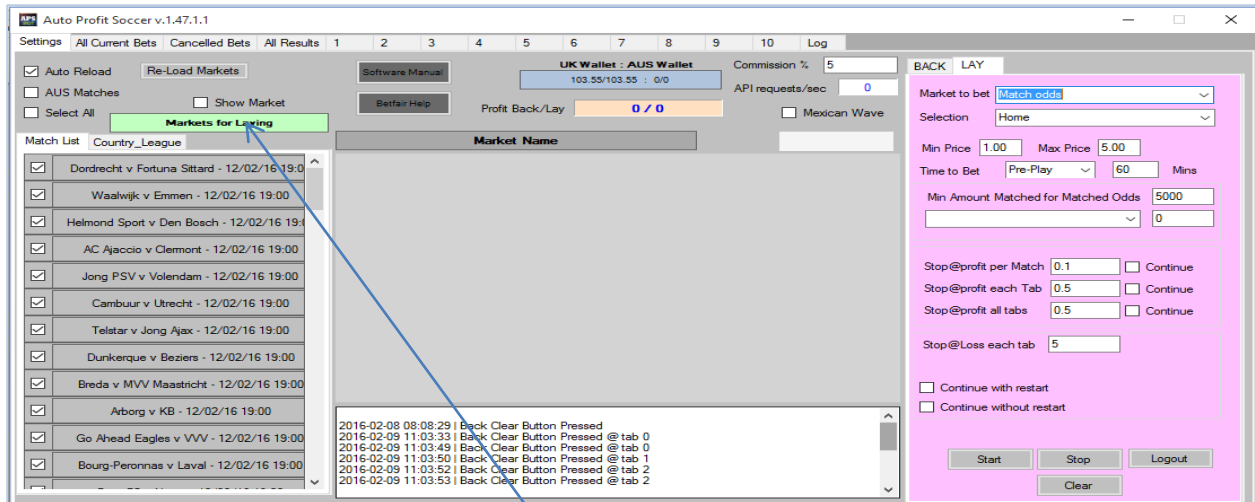 APS Auto Profit Soccer v.1.47.1.1
Settings All Current Bets Cancelled Bets All Results 1 2 3 4 5 6 7 8 9 10 Log
Auto Reload Re-Load Markets
AUS Matches
Show Market
Select All
Markets for Laying
Match List Country_League
Dordrecht v Fortuna Sittard - 12/02/16 19:0
Waalwijk v Emmen - 12/02/16 19:00
Helmond Sport v Den Bosch - 12/02/16 19:0
AC Ajaccio v Clermont - 12/02/16 19:00
Jong PSV v Volendam - 12/02/16 19:00
Cambuur v Utrecht - 12/02/16 19:00
Telstar v Jong Ajax - 12/02/16 19:00
Dunkerque v Beziers - 12/02/16 19:00
Breda v MVV Maastricht - 12/02/16 19:00
Arborg v KB - 12/02/16 19:00
Go Ahead Eagles v VVV - 12/02/16 19:00
Bourg-Peronnas v Laval - 12/02/16 19:00
Software Manual
Betfair Help
UK Wallet : AUS Wallet
103.55/103.55 : 0/0
Profit Back/Lay 0 / 0
Commission % 5
API requests/sec 0
Mexican Wave
Market Name
2016-02-08 08:08:29 | Back Clear Button Pressed
2016-02-09 11:03:33 | Back Clear Button Pressed @ tab 0
2016-02-09 11:03:49 | Back Clear Button Pressed @ tab 0
2016-02-09 11:03:50 | Back Clear Button Pressed @ tab 1
2016-02-09 11:03:52 | Back Clear Button Pressed @ tab 2
2016-02-09 11:03:53 | Back Clear Button Pressed @ tab 2
BACK LAY
Market to bet Match odds
Selection Home
Min Price 1.00 Max Price 5.00
Time to Bet Pre-Play 60 Mins
Min Amount Matched for Matched Odds 5000
0
Stop@profit per Match 0.1 Continue
Stop@profit each Tab 0.5 Continue
Stop@profit all tabs 0.5 Continue
Stop@Loss each tab 5
Continue with restart
Continue without restart
Start Stop Logout
Clear